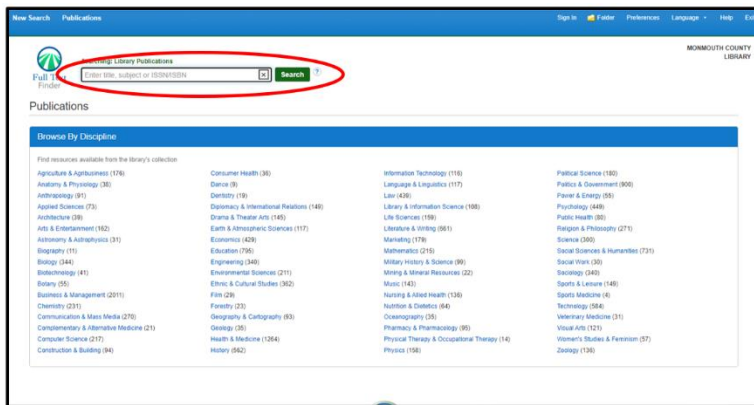 New Search Publications Sign In Folder Preferences Language Help Exit
MONMOUTH COUNTY
LIBRARY
Searching: Library Publications
Enter title, subject or ISSN/ISBN Search ?
Full Text
Finder
Publications
Browse By Discipline
Find resources available from the library's collection
Agriculture & Agribusiness (176) Consumer Health (36) Information Technology (116) Political Science (180)
Anatomy & Physiology (38) Dance (9) Language & Linguistics (117) Politics & Government (900)
Anthropology (91) Dentistry (19) Law (439) Power & Energy (55)
Applied Sciences (73) Diplomacy & International Relations (149) Library & Information Science (168) Psychology (449)
Architecture (39) Drama & Theater Arts (145) Life Sciences (159) Public Health (80)
Arts & Entertainment (162) Earth & Atmospheric Sciences (117) Literature & Writing (661) Religion & Philosophy (271)
Astronomy & Astrophysics (31) Economics (429) Marketing (179) Science (300)
Biography (11) Education (795) Mathematics (215) Social Sciences & Humanities (731)
Biology (344) Engineering (349) Military History & Science (99) Social Work (30)
Biotechnology (41) Environmental Sciences (211) Mining & Mineral Resources (22) Sociology (340)
Botany (55) Ethnic & Cultural Studies (362) Music (143) Sports & Leisure (149)
Business & Management (2011) Film (29) Nursing & Allied Health (136) Sports Medicine (4)
Chemistry (231) Forestry (23) Nutrition & Dietetics (64) Technology (584)
Communication & Mass Media (270) Geography & Cartography (93) Oceanography (35) Veterinary Medicine (31)
Complementary & Alternative Medicine (21) Geology (35) Pharmacy & Pharmacology (95) Visual Arts (121)
Computer Science (217) Health & Medicine (1264) Physical Therapy & Occupational Therapy (14) Women's Studies & Feminism (57)
Construction & Building (94) History (562) Physics (158) Zoology (136)